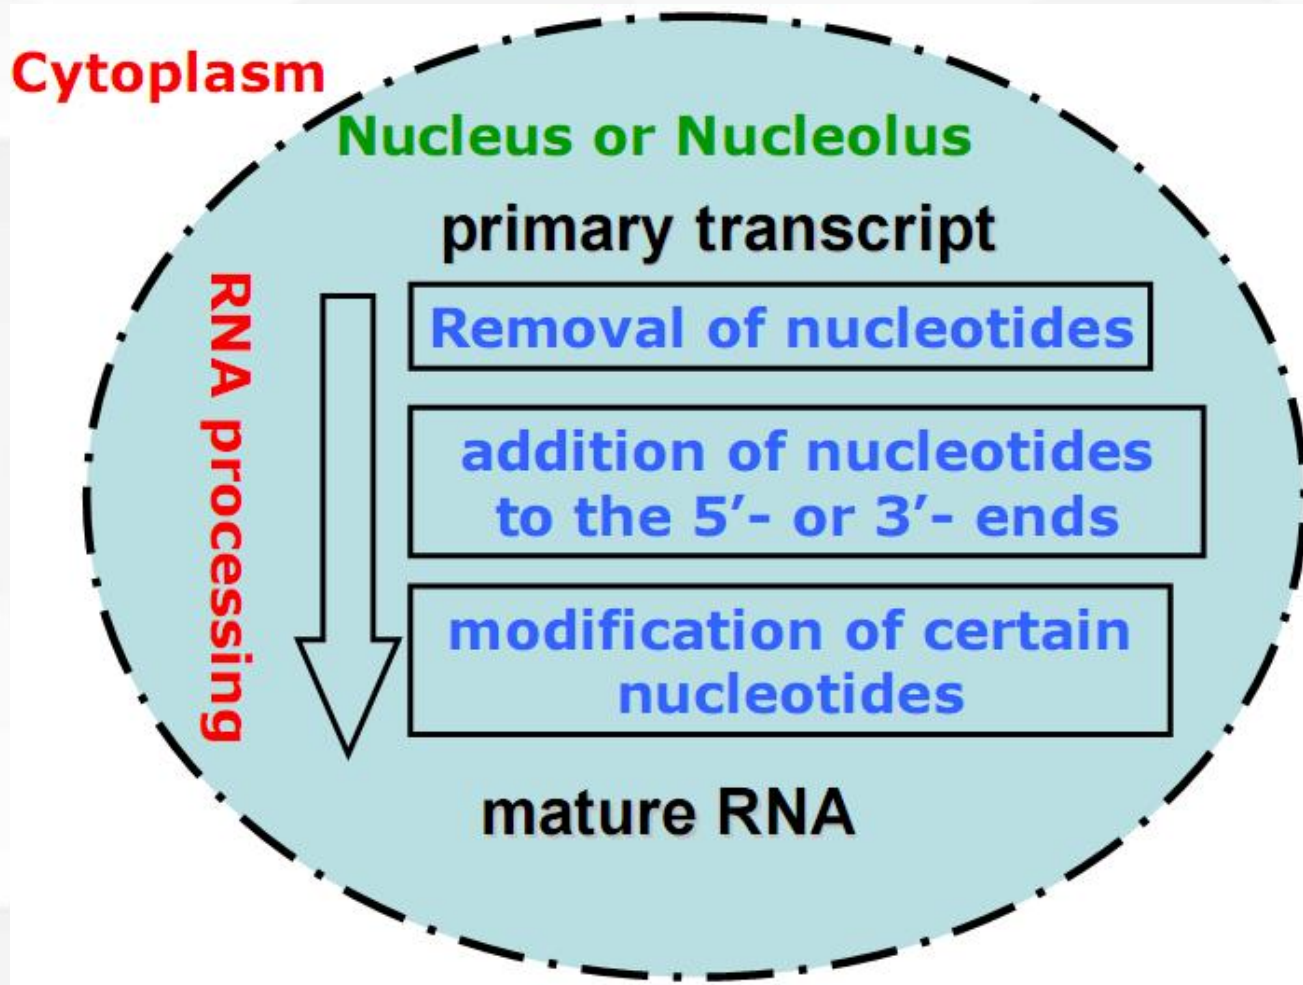 Cytoplasm
Nucleus or Nucleolus
primary transcript
RNA processing
Removal of nucleotides
addition of nucleotides
to the 5′- or 3′- ends
modification of certain
nucleotides
mature RNA